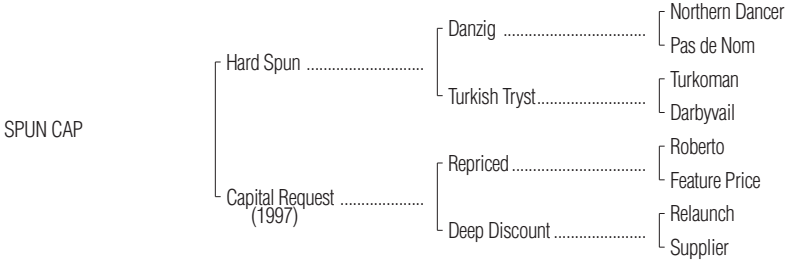 Northern Dancer
Danzig ..................................
Pas de Nom
Hard Spun ............................
Turkoman
Turkish Tryst..........................
Darbyvail
SPUN CAP
Roberto
Repriced ................................
Feature Price
Capital Request ....................
(1997)
Relaunch
Deep Discount ......................
Supplier